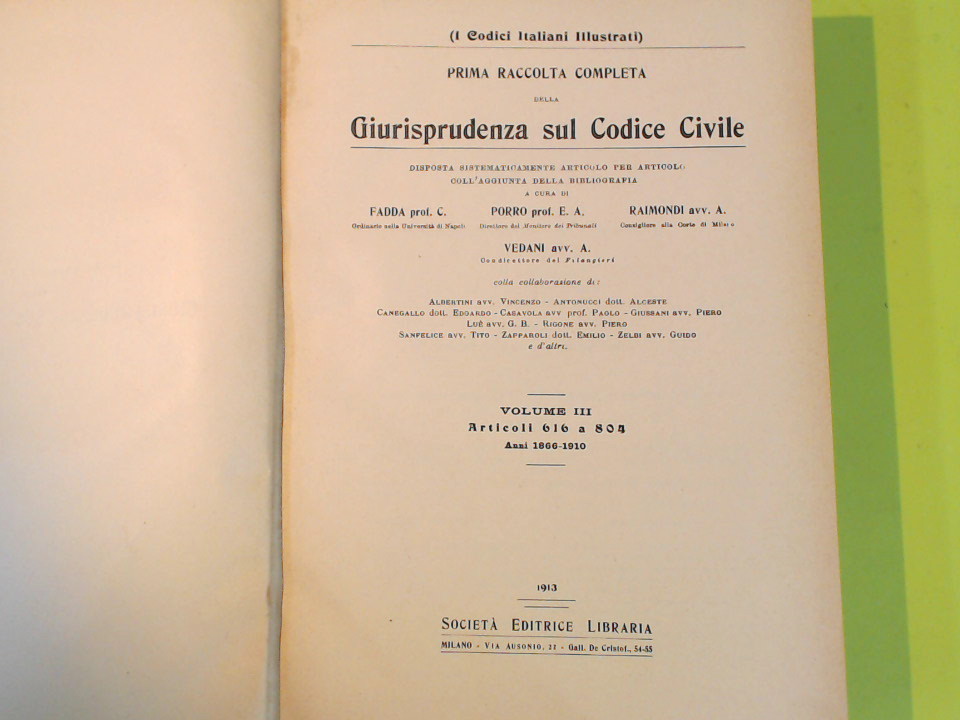 (I Codici Italiani Illustrati)
PRIMA RACCOLTA COMPLETA
DELLA
Giurisprudenza sul Codice Civile
DISPOSTA SISTEMATICAMENTE ARTICOLO PER ARTICOLO
COLL'AGGIUNTA DELLA BIBLIOGRAFIA
A CURA DI
FADDA prof. C. PORRO prof. E. A. RAIMONDI avv. A.
Ordinario nella Università di Napoli Direttore del Monitore dei Tribunali Consigliere alla Corte di Milano
VEDANI avv. A.
Condirettore del Filangieri
colla collaborazione di:
ALBERTINI avv. VINCENZO - ANTONUCCI dott. ALCESTE
CANEGALLO dott. EDOARDO - CASAVOLA avv prof. PAOLO - GIUSSANI avv. PIERO
LUÈ avv. G. B. - RIGONE avv. PIERO
SANFELICE avv. TITO - ZAPPAROLI dott. EMILIO - ZELBI avv. GUIDO
e d'altri.
VOLUME III
Articoli 616 a 804
Anni 1866-1910
1913
SOCIETÀ EDITRICE LIBRARIA
MILANO - VIA AUSONIO, 22 - Gall. De Cristof., 54-55